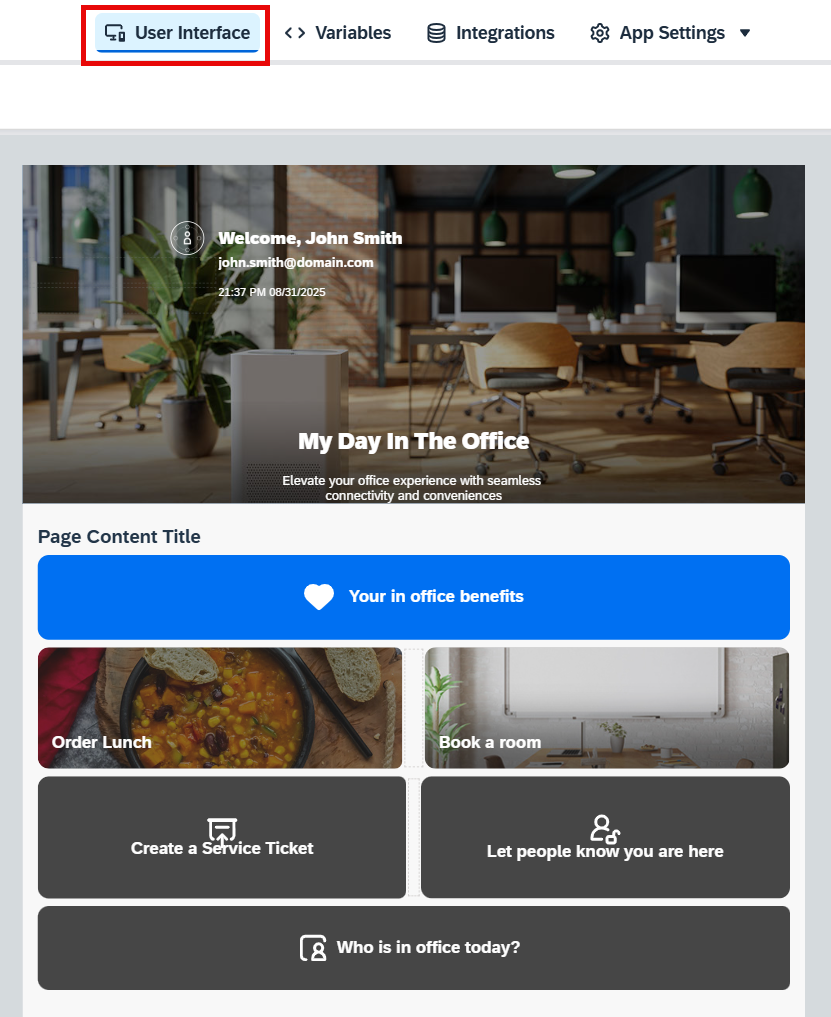 User Interface
Variables
Integrations
App Settings
Welcome, John Smith
john.smith@domain.com
21:37 PM 08/31/2025
My Day In The Office
Elevate your office experience with seamless
connectivity and conveniences
Page Content Title
Your in office benefits
Order Lunch
Book a room
Create a Service Ticket
Let people know you are here
Who is in office today?